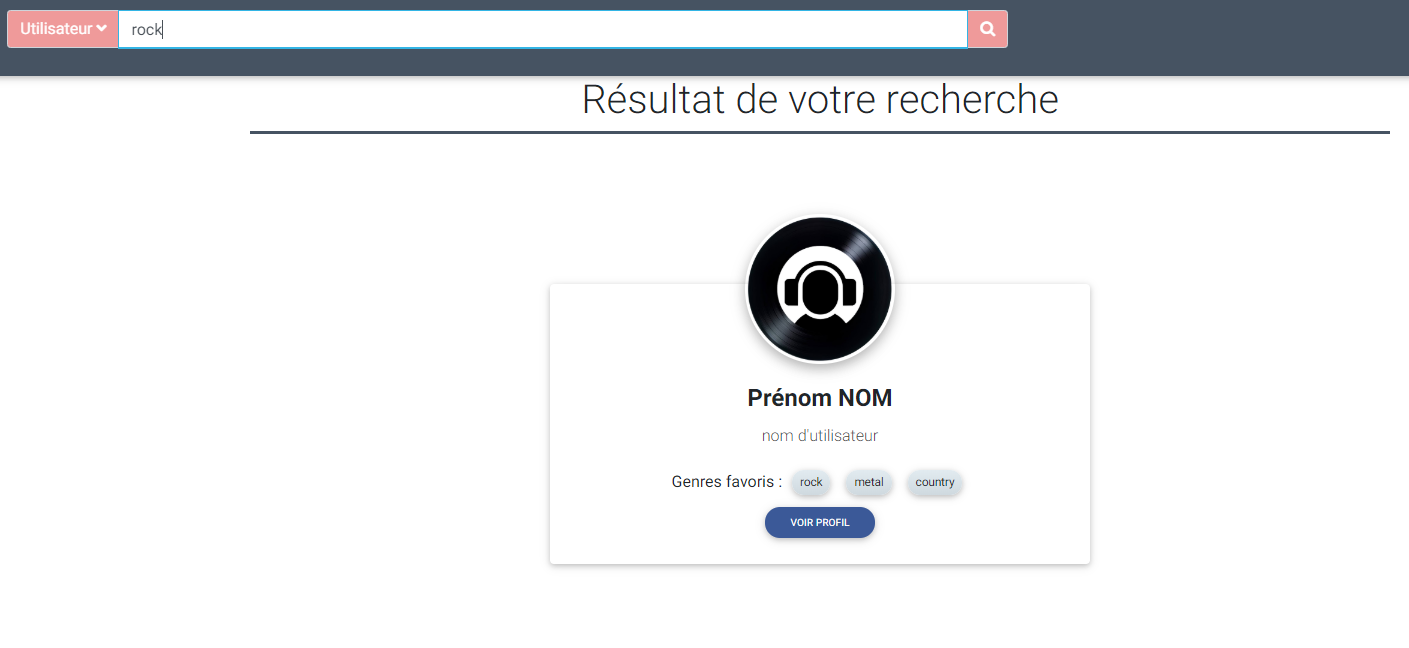 Utilisateur rock
Résultat de votre recherche
Prénom NOM
nom d'utilisateur
Genres favoris : rock metal country
VOIR PROFIL